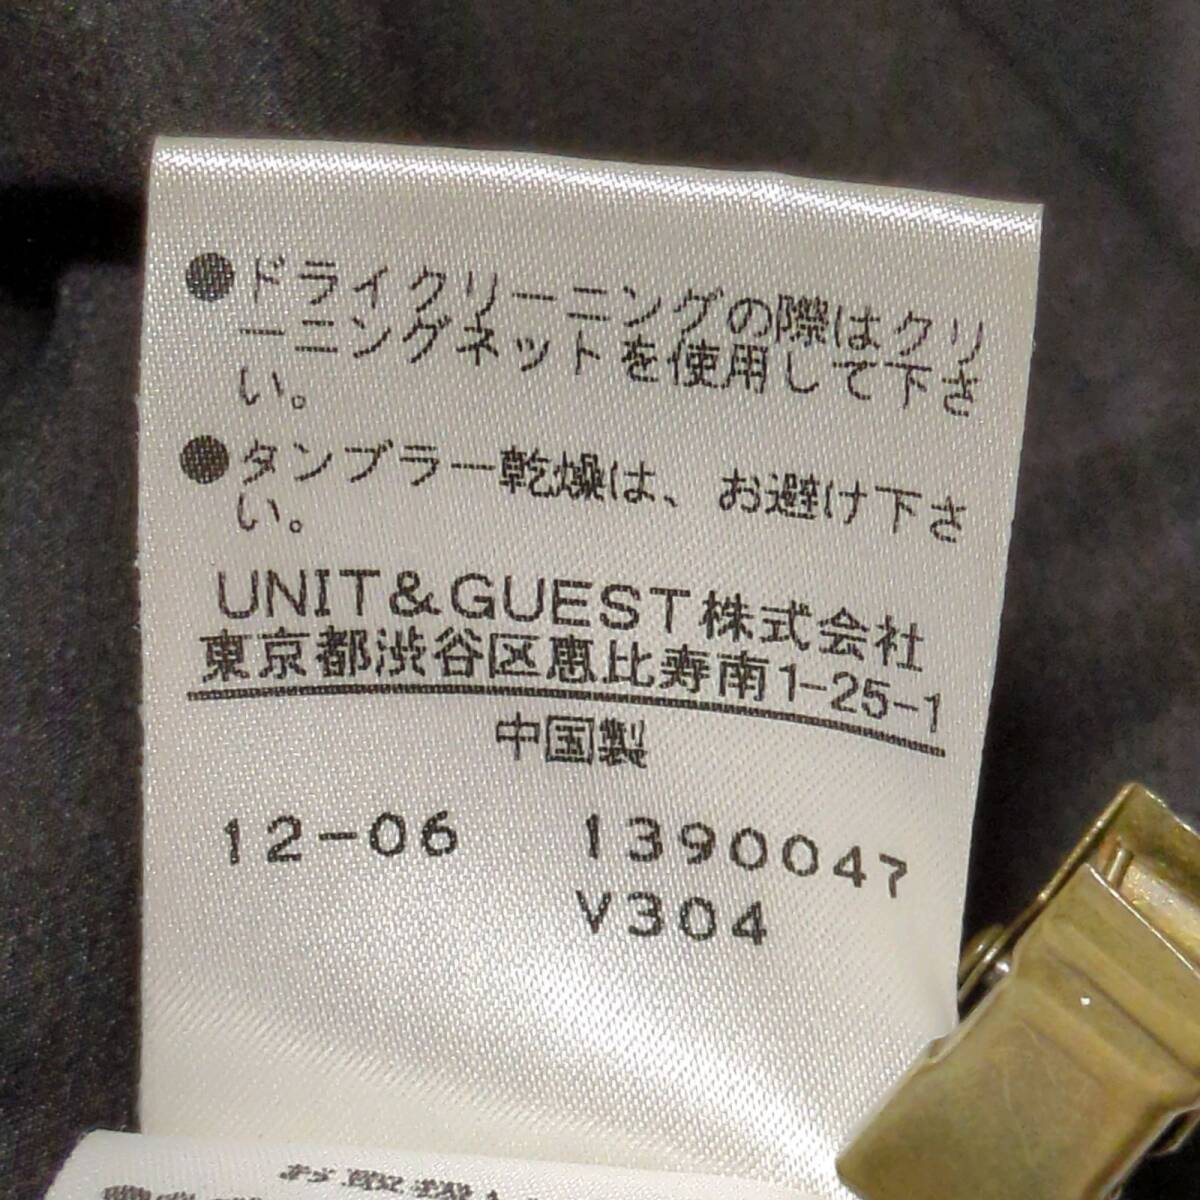 ●ドライクリーニングの際はクリ
ーニングネットを使用して下さ
い。
●タンブラー乾燥は、お避け下さ
い。
UNIT&GUEST株式会社
東京都渋谷区恵比寿南1-25-1
中国製
12-06 1390047
V304